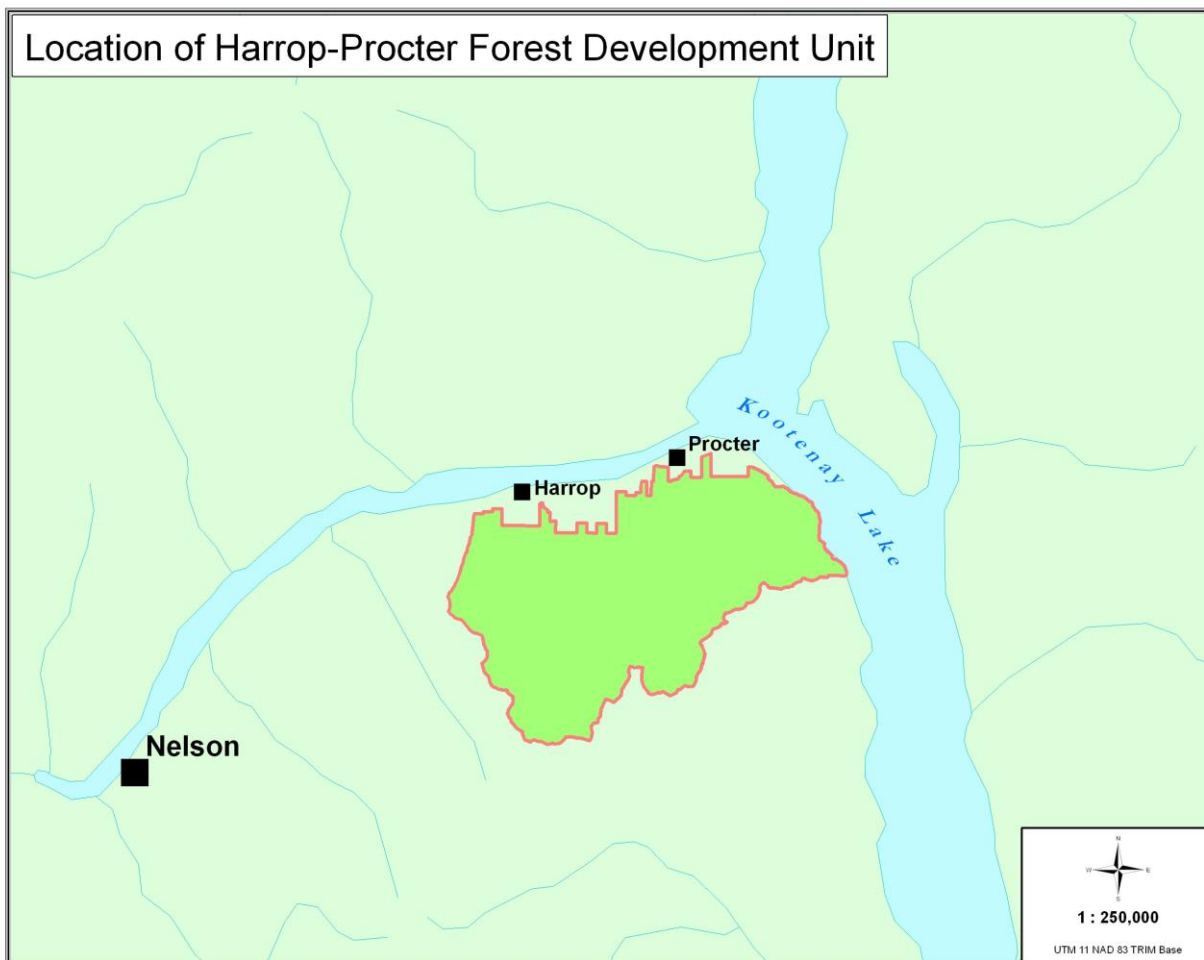 Location of Harrop-Procter Forest Development Unit
Kootenay
Lake
Procter
Harrop
Nelson
N
W
E
S
1 : 250,000
UTM 11 NAD 83 TRIM Base